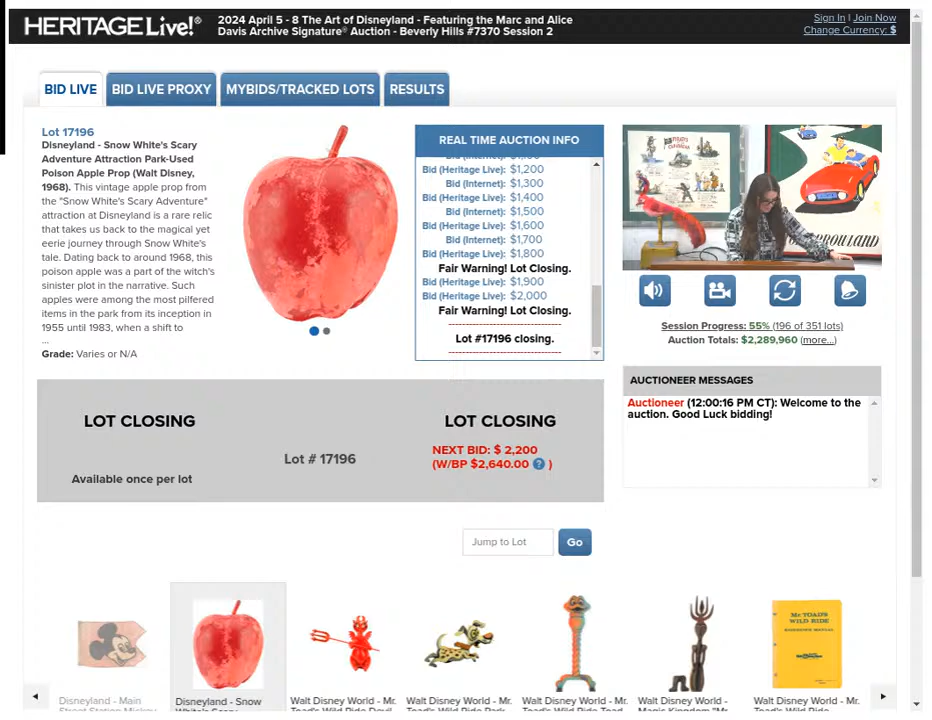 HERITAGE Live!®
2024 April 5 - 8 The Art of Disneyland - Featuring the Marc and Alice
Davis Archive Signature® Auction - Beverly Hills #7370 Session 2
Sign In | Join Now
Change Currency: $
BID LIVE
BID LIVE PROXY
MYBIDS/TRACKED LOTS
RESULTS
Lot 17196
Disneyland - Snow White's Scary
Adventure Attraction Park-Used
Poison Apple Prop (Walt Disney,
1968). This vintage apple prop from
the "Snow White's Scary Adventure"
attraction at Disneyland is a rare relic
that takes us back to the magical yet
eerie journey through Snow White's
tale. Dating back to around 1968, this
poison apple was a part of the witch's
sinister plot in the narrative. Such
apples were among the most pilfered
items in the park from its inception in
1955 until 1983, when a shift to
...
Grade: Varies or N/A
REAL TIME AUCTION INFO
Bid (Heritage Live): $1,200
Bid (Internet): $1,300
Bid (Heritage Live): $1,400
Bid (Internet): $1,500
Bid (Heritage Live): $1,600
Bid (Internet): $1,700
Bid (Heritage Live): $1,800
Fair Warning! Lot Closing.
Bid (Heritage Live): $1,900
Bid (Heritage Live): $2,000
Fair Warning! Lot Closing.
Lot #17196 closing.
Session Progress: 55% (196 of 351 lots)
Auction Totals: $2,289,960 (more...)
AUCTIONEER MESSAGES
Auctioneer (12:00:16 PM CT): Welcome to the
auction. Good Luck bidding!
LOT CLOSING
Available once per lot
Lot # 17196
LOT CLOSING
NEXT BID: $ 2,200
(W/BP $2,640.00 ? )
Jump to Lot
Go
MR. TOAD'S
WILD RIDE
Disneyland - Main
Street Station Mickey
Disneyland - Snow
White's Scary
Walt Disney World - Mr.
Toad's Wild Ride Devil
Walt Disney World - Mr.
Toad's Wild Ride Park
Walt Disney World - Mr.
Toad's Wild Ride Toad
Walt Disney World -
Magic Kingdom "Mr.
Walt Disney World - Mr.
Toad's Wild Ride